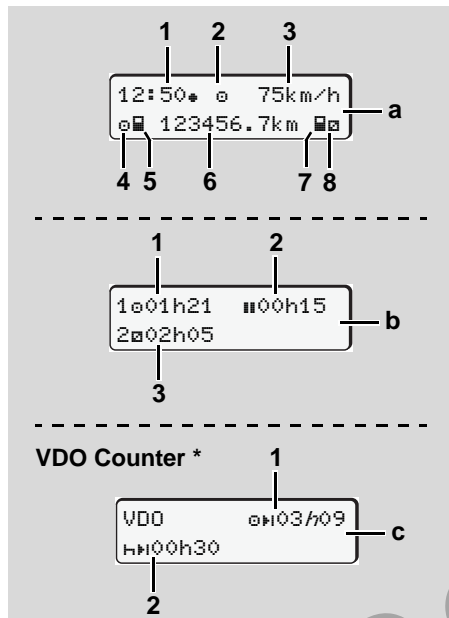 1 2 3
12:50 75km/h
a
123456.7km
4 5 6 7 8
1 2
1 01h21 00h15
b
2 02h05
3
VDO Counter * 1
VDO 03h09
c
00h30
2